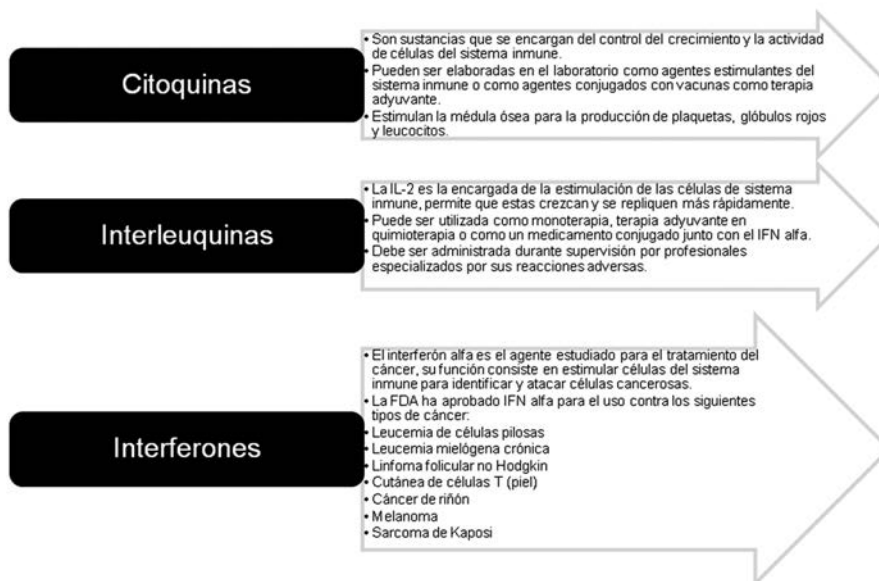 Citoquinas
• Son sustancias que se encargan del control del crecimiento y la actividad
de células del sistema inmune.
• Pueden ser elaboradas en el laboratorio como agentes estimulantes del
sistema inmune o como agentes conjugados con vacunas como terapia
adyuvante.
• Estimulan la médula ósea para la producción de plaquetas, glóbulos rojos
y leucocitos.
Interleuquinas
• La IL-2 es la encargada de la estimulación de las células de sistema
inmune, permite que estas crezcan y se repliquen más rápidamente.
• Puede ser utilizada como monoterapia, terapia adyuvante en
quimioterapia o como un medicamento conjugado junto con el IFN alfa.
• Debe ser administrada durante supervisión por profesionales
especializados por sus reacciones adversas.
Interferones
• El interferón alfa es el agente estudiado para el tratamiento del
cáncer, su función consiste en estimular células del sistema
inmune para identificar y atacar células cancerosas.
• La FDA ha aprobado IFN alfa para el uso contra los siguientes
tipos de cáncer:
• Leucemia de células pilosas
• Leucemia mielógena crónica
• Linfoma folicular no Hodgkin
• Cutánea de células T (piel)
• Cáncer de riñón
• Melanoma
• Sarcoma de Kaposi